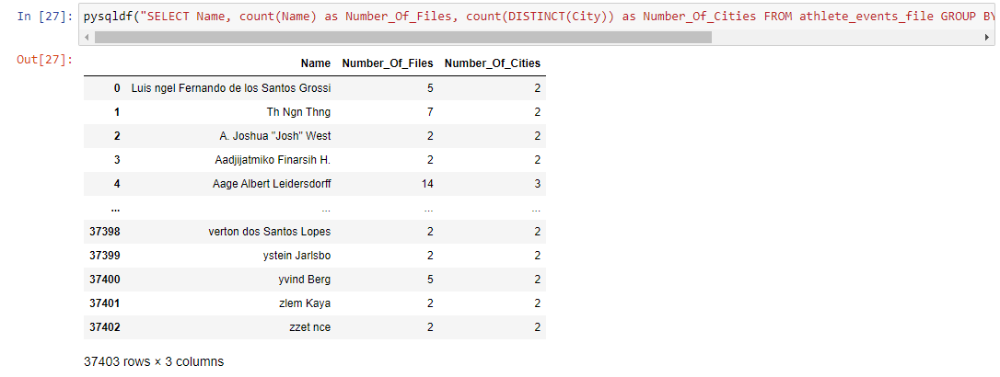 In [27]: pysqldf("SELECT Name, count(Name) as Number_Of_Files, count(DISTINCT(City)) as Number_Of_Cities FROM athlete_events_file GROUP BY
Out[27]:
Name Number_Of_Files Number_Of_Cities
0 Luis ngel Fernando de los Santos Grossi 5 2
1 Th Ngn Thng 7 2
2 A. Joshua "Josh" West 2 2
3 Aadjijatmiko Finarsih H. 2 2
4 Aage Albert Leidersdorff 14 3
... ... ... ...
37398 verton dos Santos Lopes 2 2
37399 ystein Jarlsbo 2 2
37400 yvind Berg 5 2
37401 zlem Kaya 2 2
37402 zzet nce 2 2
37403 rows × 3 columns